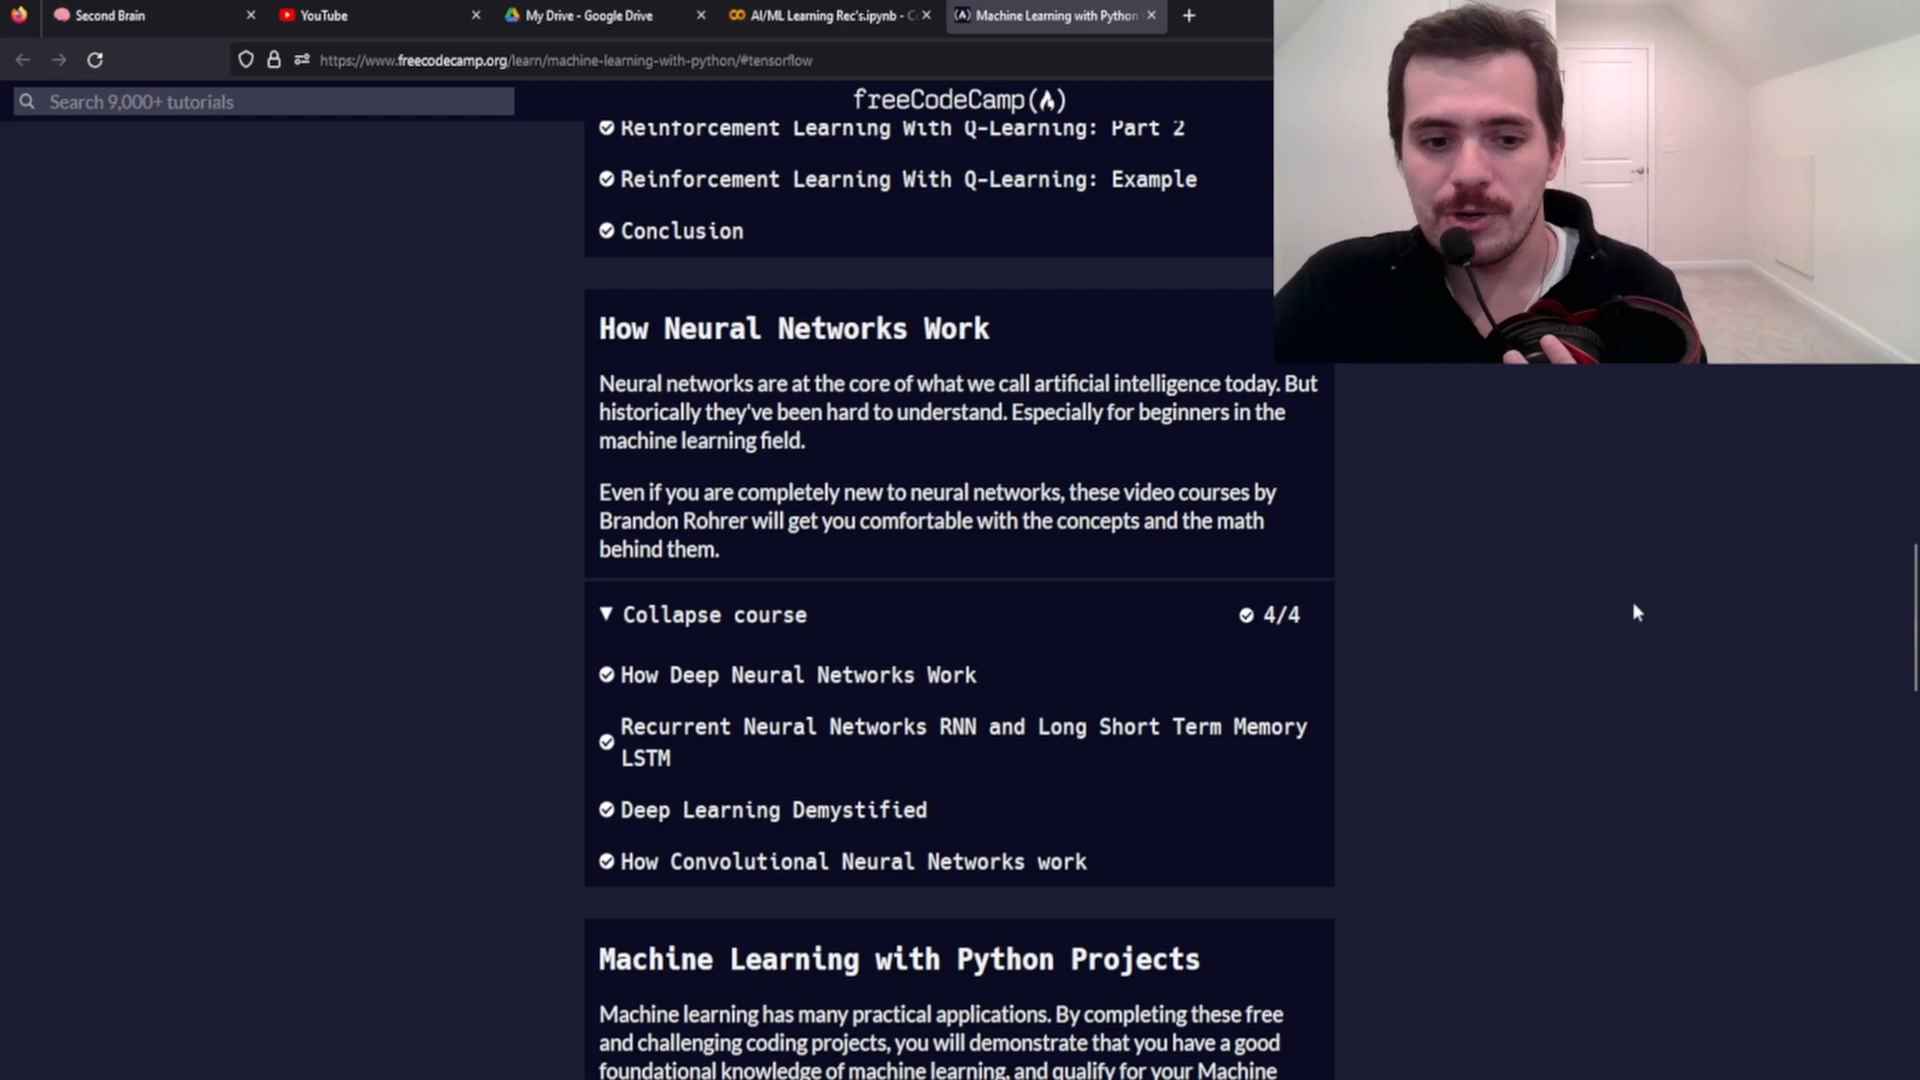 Second Brain
YouTube
My Drive - Google Drive
AI/ML Learning Rec's.ipynb - C
Machine Learning with Python
https://www.freecodecamp.org/learn/machine-learning-with-python/#tensorflow
Search 9,000+ tutorials
freeCodeCamp
Reinforcement Learning With Q-Learning: Part 2
Reinforcement Learning With Q-Learning: Example
Conclusion
How Neural Networks Work
Neural networks are at the core of what we call artificial intelligence today. But
historically they've been hard to understand. Especially for beginners in the
machine learning field.
Even if you are completely new to neural networks, these video courses by
Brandon Rohrer will get you comfortable with the concepts and the math
behind them.
Collapse course
4/4
How Deep Neural Networks Work
Recurrent Neural Networks RNN and Long Short Term Memory
LSTM
Deep Learning Demystified
How Convolutional Neural Networks work
Machine Learning with Python Projects
Machine learning has many practical applications. By completing these free
and challenging coding projects, you will demonstrate that you have a good
foundational knowledge of machine learning, and qualify for your Machine